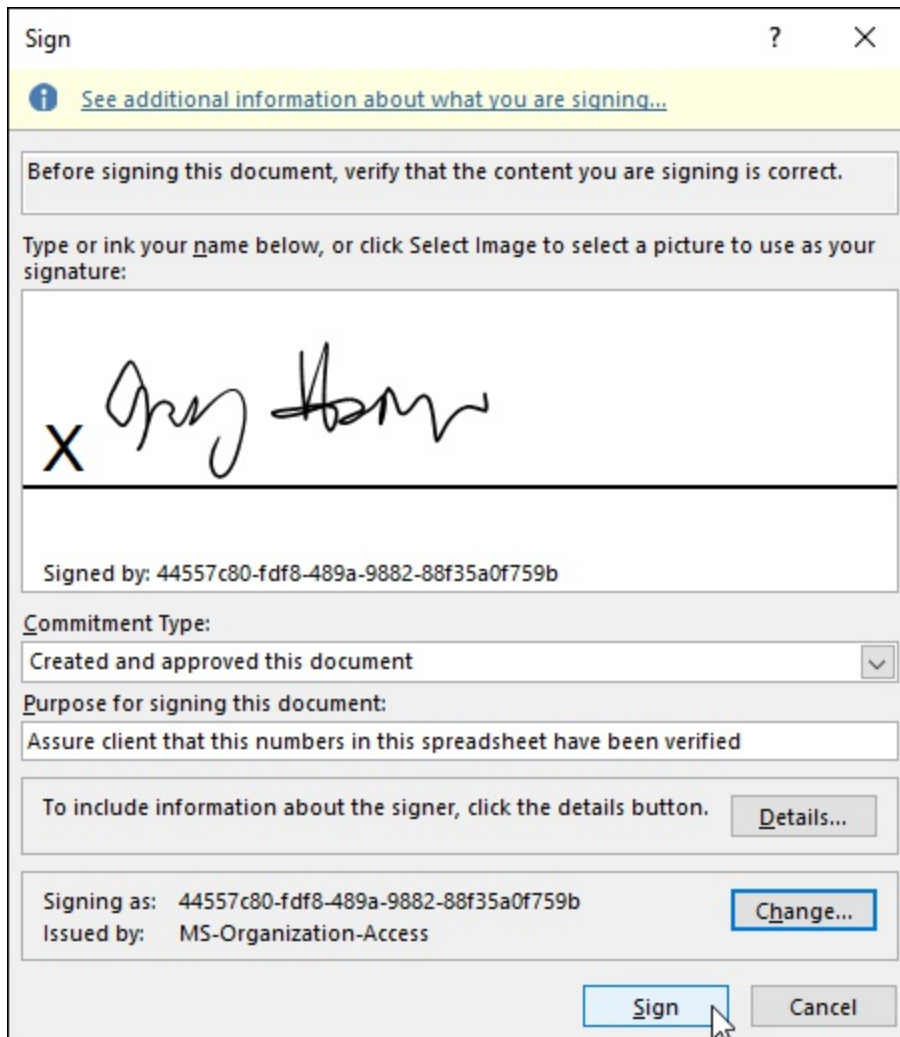 Sign ?
See additional information about what you are signing...
Before signing this document, verify that the content you are signing is correct.
Type or ink your name below, or click Select Image to select a picture to use as your
signature:
X
Signed by: 44557c80-fdf8-489a-9882-88f35a0f759b
Commitment Type:
Created and approved this document
Purpose for signing this document:
Assure client that this numbers in this spreadsheet have been verified
To include information about the signer, click the details button.
Details...
Signing as: 44557c80-fdf8-489a-9882-88f35a0f759b
Change...
Issued by: MS-Organization-Access
Sign Cancel